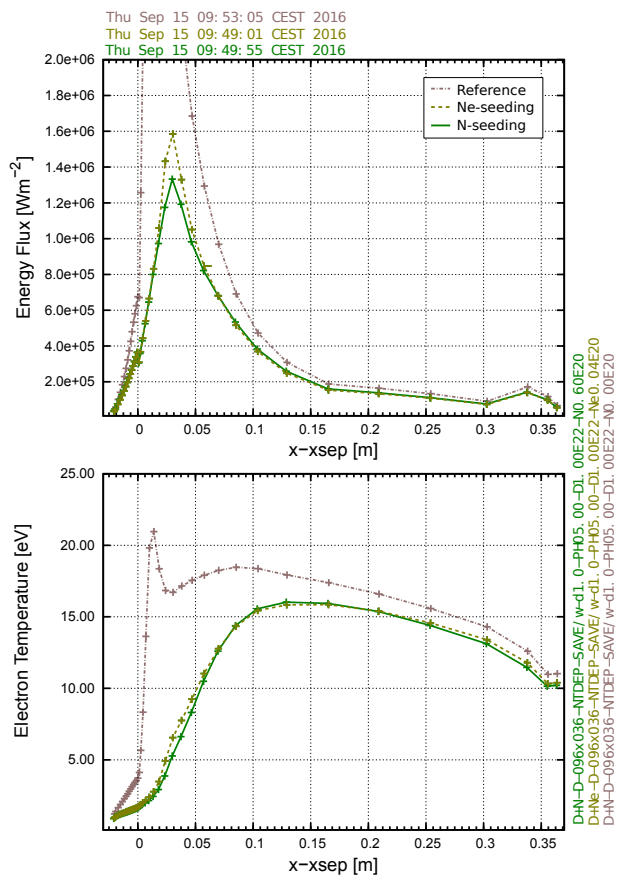 Thu Sep 15 09:53:05 CEST 2016
Thu Sep 15 09:49:01 CEST 2016
Thu Sep 15 09:49:55 CEST 2016
2.0e+06
1.8e+06
1.6e+06
1.4e+06
1.2e+06
1.0e+06
8.0e+05
6.0e+05
4.0e+05
2.0e+05
Energy Flux [Wm−2]
Reference
Ne-seeding
N-seeding
0 0.05 0.1 0.15 0.2 0.25 0.3 0.35
x−xsep [m]
25.00
20.00
15.00
10.00
5.00
Electron Temperature [eV]
0 0.05 0.1 0.15 0.2 0.25 0.3 0.35
x−xsep [m]
D+N−D−096x036−NTDEP−SAVE/w−d1.0−PH05.00−D1.00E22−N0.60E20
D+Ne−D−096x036−NTDEP−SAVE/w−d1.0−PH05.00−D1.00E22−Ne0.04E20
D+N−D−096x036−NTDEP−SAVE/w−d1.0−PH05.00−D1.00E22−N0.00E20